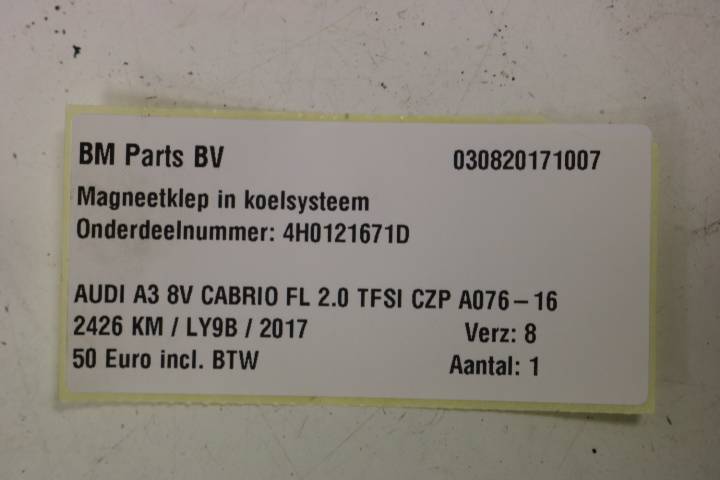 BM Parts BV 030820171007
Magneetklep in koelsysteem
Onderdeelnummer: 4H0121671D
AUDI A3 8V CABRIO FL 2.0 TFSI CZP A076-16
2426 KM / LY9B / 2017 Verz: 8
50 Euro incl. BTW Aantal: 1